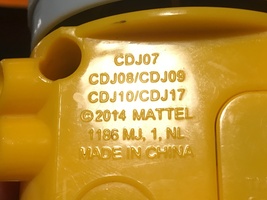 CDJ07
CDJ08/CDJ09
CDJ10/CDJ17
©2014 MATTEL
1186 MJ, 1, NL
MADE IN CHINA